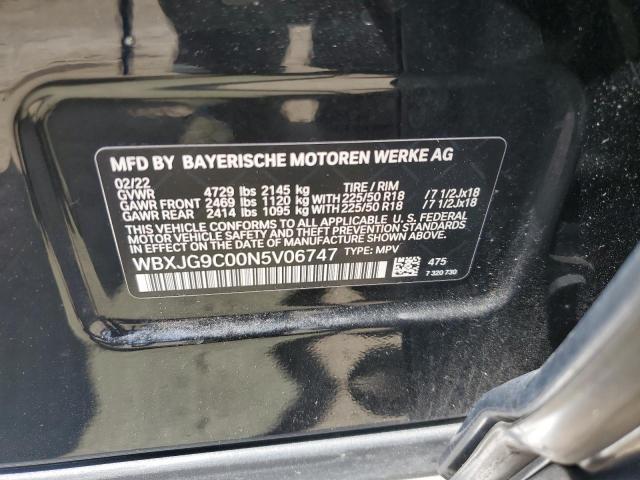 MFD BY BAYERISCHE MOTOREN WERKE AG
02/22
GVWR 4729 lbs 2145 kg TIRE / RIM
GAWR FRONT 2469 lbs 1120 kg WITH 225/50 R18 /7 1/2Jx18
GAWR REAR 2414 lbs 1095 kg WITH 225/50 R18 /7 1/2Jx18
THIS VEHICLE CONFORMS TO ALL APPLICABLE U. S. FEDERAL
MOTOR VEHICLE SAFETY AND THEFT PREVENTION STANDARDS
IN EFFECT ON THE DATE OF MANUFACTURE SHOWN ABOVE.
WBXJG9C00N5V06747 TYPE: MPV
475
7 320 730